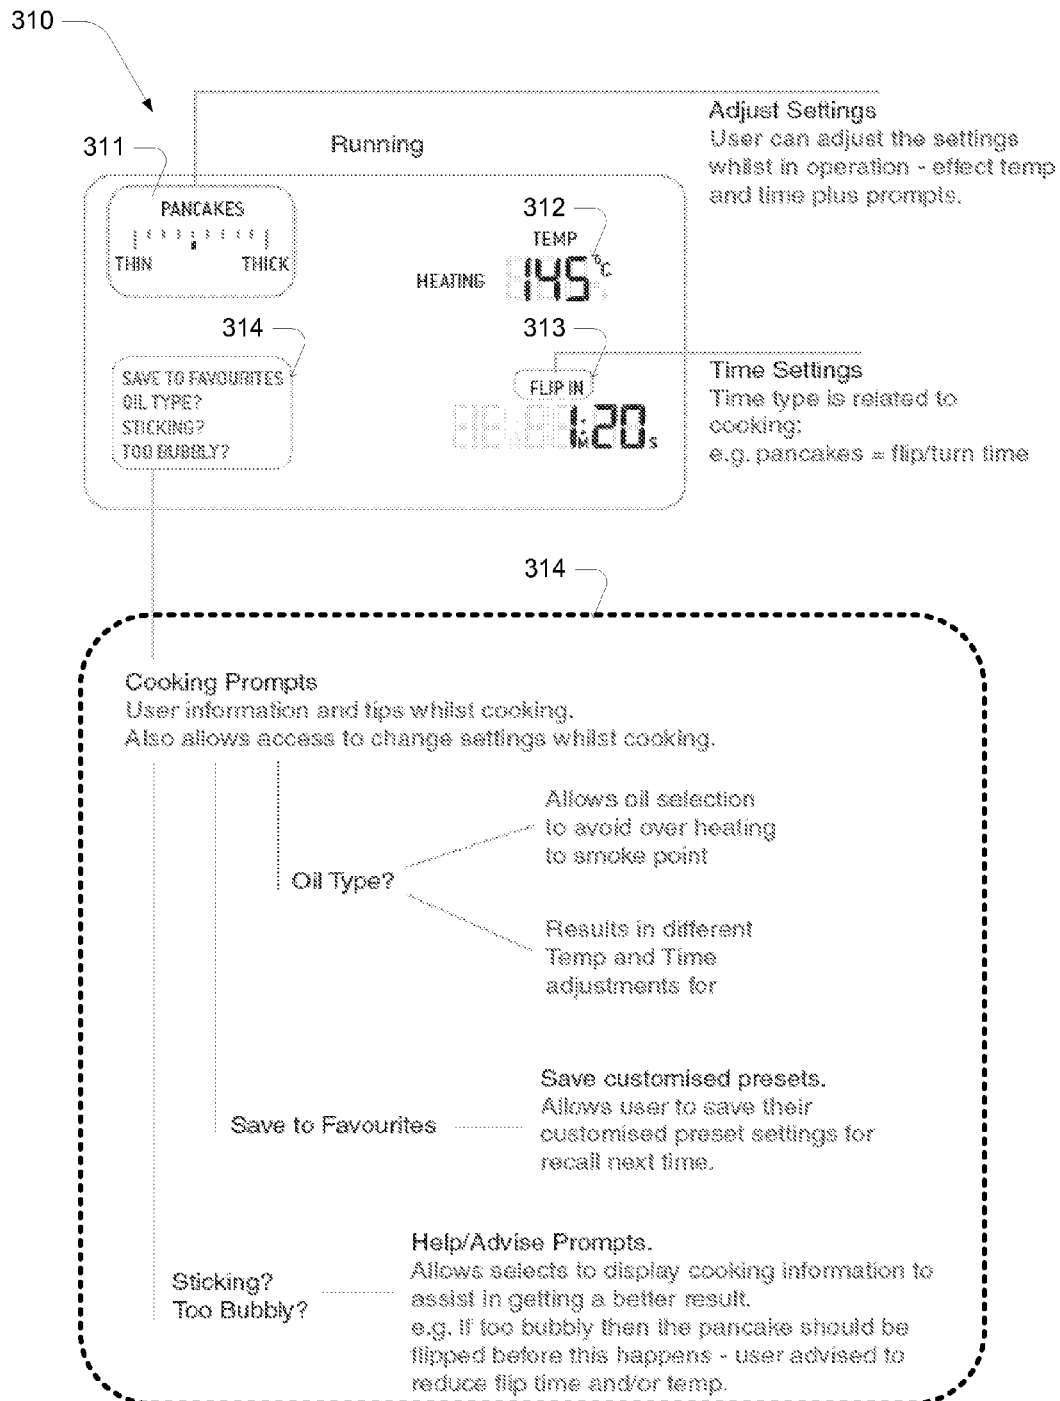 310
Adjust Settings
User can adjust the settings
whilst in operation - effect temp
and time plus prompts.
311
Running
PANCAKES
THIN THICK
312
TEMP
HEATING 145 °C
314
313
SAVE TO FAVOURITES
OIL TYPE?
STICKING?
TOO BUBBLY?
FLIP IN
1:20 M S
Time Settings
Time type is related to
cooking:
e.g. pancakes = flip/turn time
314
Cooking Prompts
User information and tips whilst cooking.
Also allows access to change settings whilst cooking.
Oil Type?
Allows oil selection
to avoid over heating
to smoke point
Results in different
Temp and Time
adjustments for
Save to Favourites
Save customised presets.
Allows user to save their
customised preset settings for
recall next time.
Sticking?
Too Bubbly?
Help/Advise Prompts.
Allows selects to display cooking information to
assist in getting a better result.
e.g. If too bubbly then the pancake should be
flipped before this happens - user advised to
reduce flip time and/or temp.